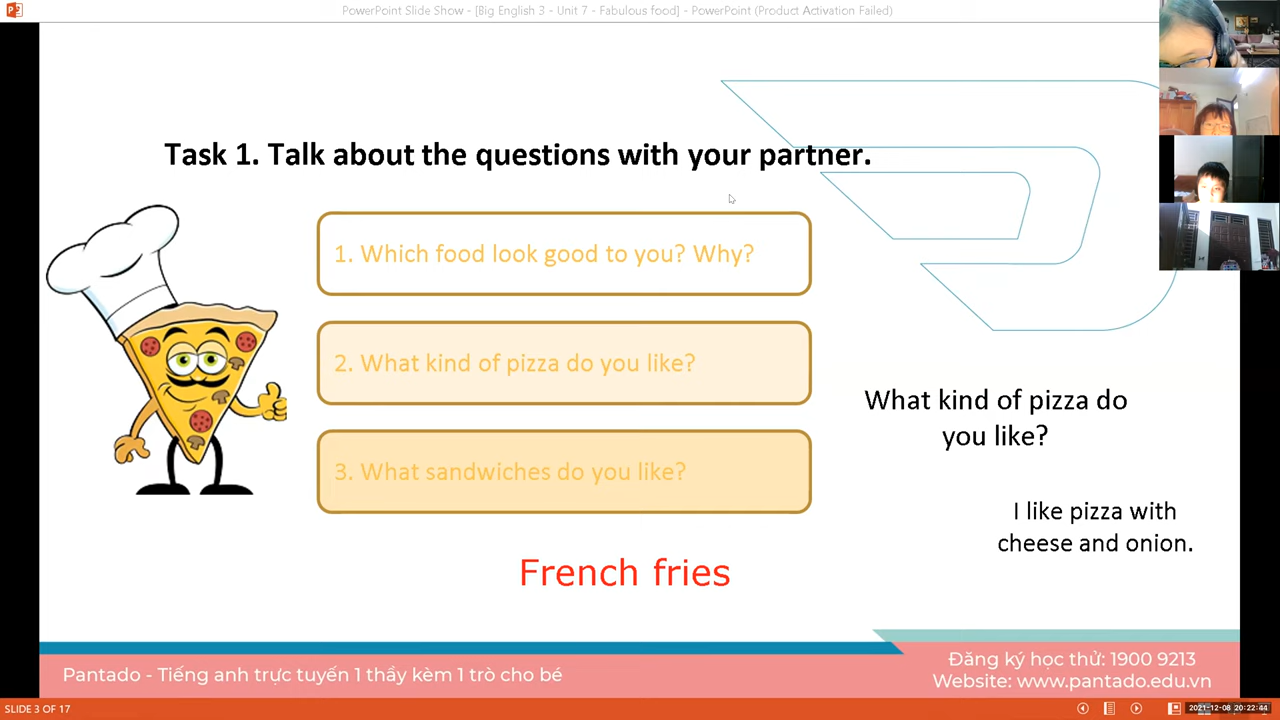 PowerPoint Slide Show - [Big English 3 - Unit 7 - Fabulous food] - PowerPoint (Product Activation Failed)
Task 1. Talk about the questions with your partner.
1. Which food look good to you? Why?
2. What kind of pizza do you like?
3. What sandwiches do you like?
What kind of pizza do
you like?
I like pizza with
cheese and onion.
French fries
Pantado - Tiếng anh trực tuyến 1 thầy kèm 1 trò cho bé
Đăng ký học thử: 1900 9213
Website: www.pantado.edu.vn
SLIDE 3 OF 17
2021-12-08 20:22:44